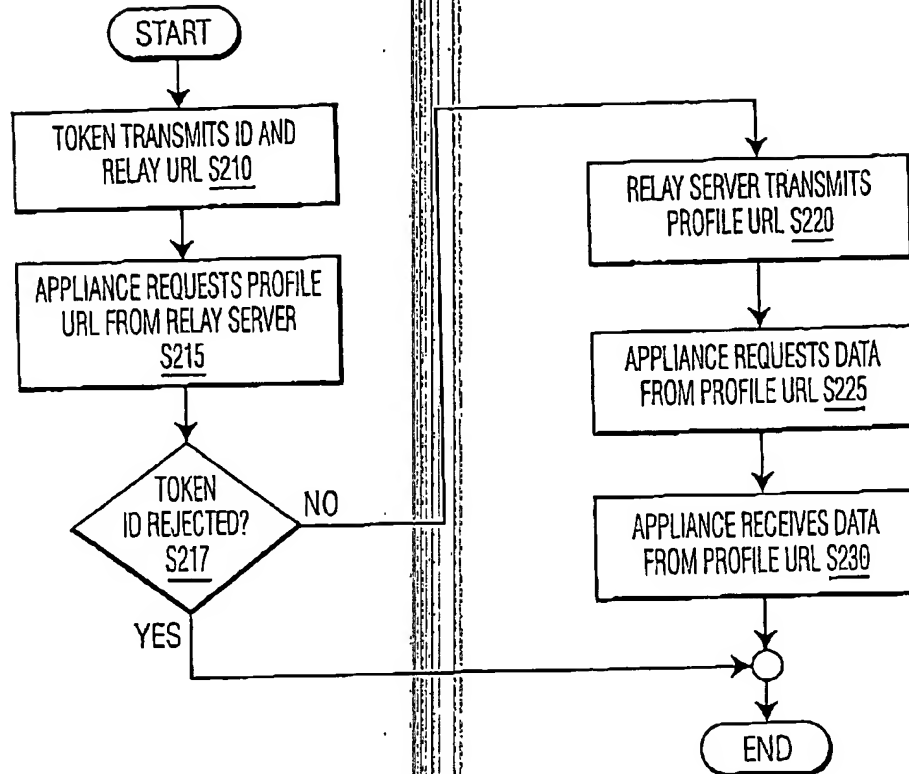 START
TOKEN TRANSMITS ID AND
RELAY URL S210
APPLIANCE REQUESTS PROFILE
URL FROM RELAY SERVER
S215
TOKEN
ID REJECTED?
S217
NO
YES
RELAY SERVER TRANSMITS
PROFILE URL S220
APPLIANCE REQUESTS DATA
FROM PROFILE URL S225
APPLIANCE RECEIVES DATA
FROM PROFILE URL S230
END